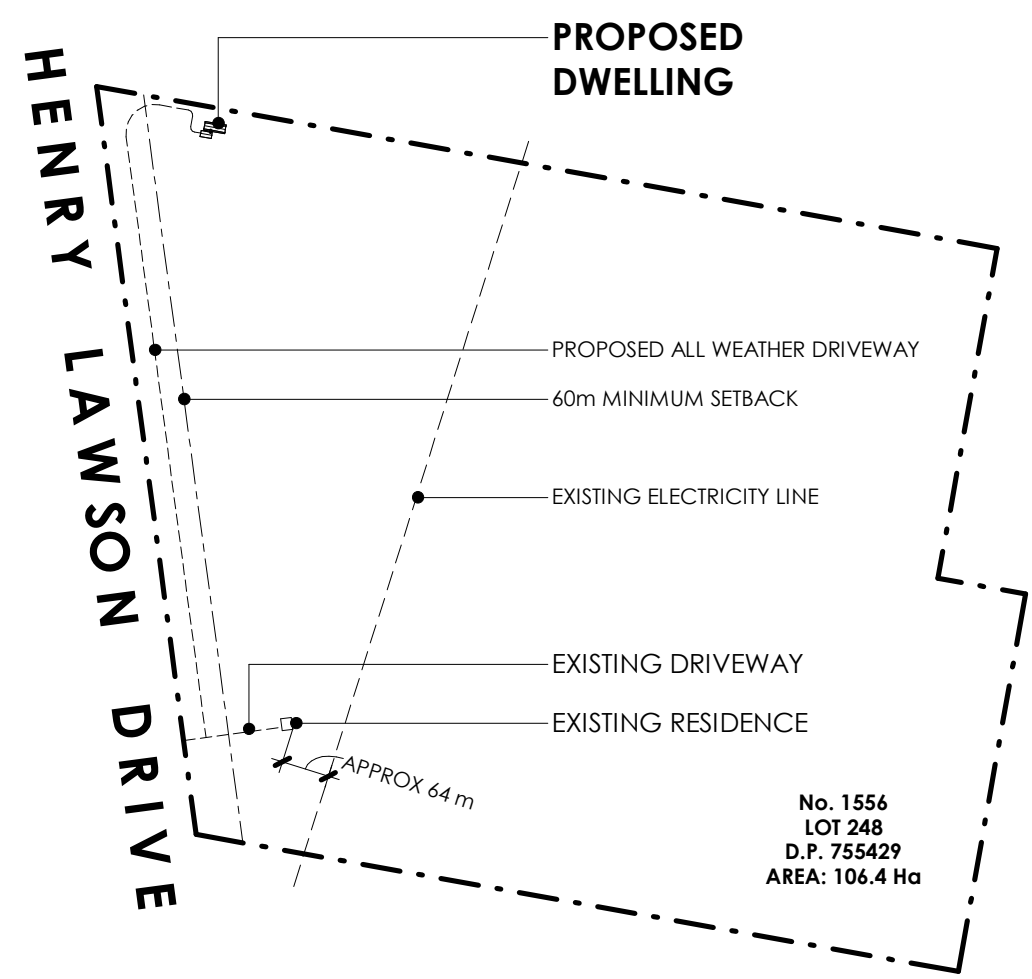 PROPOSED
DWELLING
HENRY LAWSON DRIVE
PROPOSED ALL WEATHER DRIVEWAY
60m MINIMUM SETBACK
EXISTING ELECTRICITY LINE
EXISTING DRIVEWAY
EXISTING RESIDENCE
APPROX 64 m
No. 1556
LOT 248
D.P. 755429
AREA: 106.4 Ha